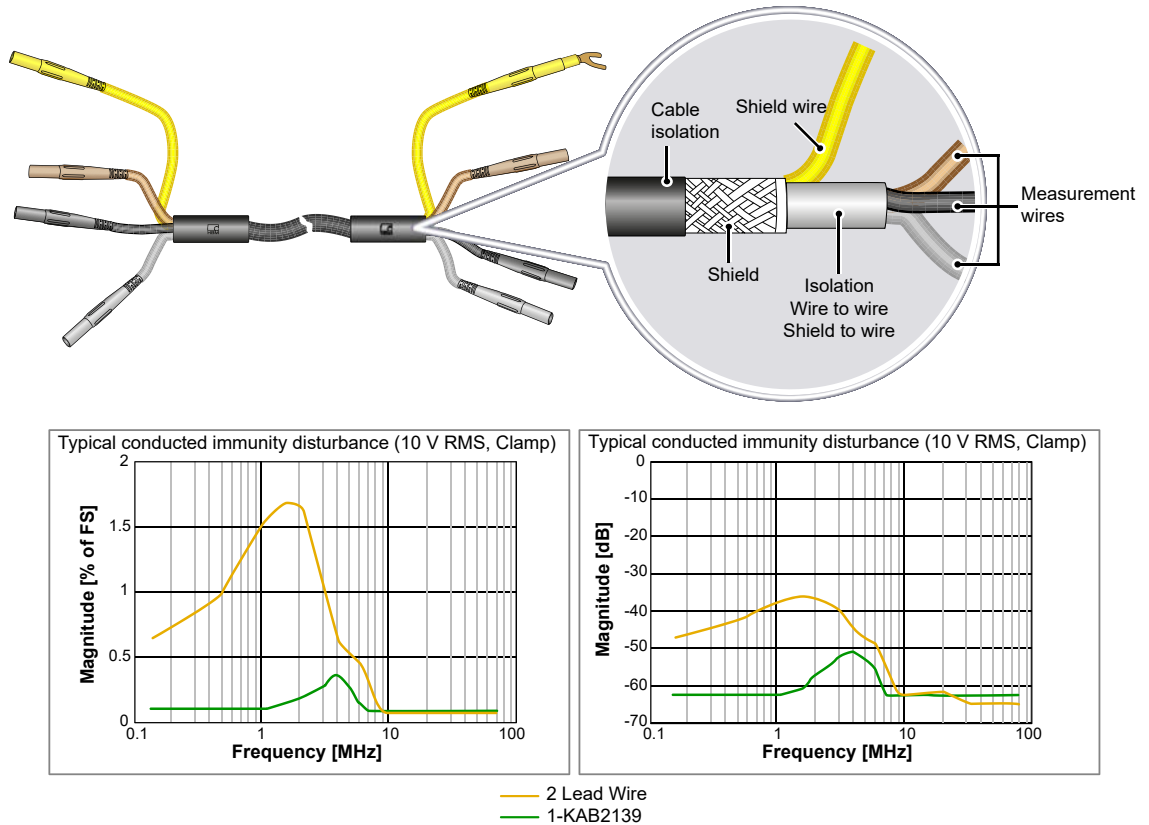 Cable
isolation
Shield wire
Measurement
wires
Shield
Isolation
Wire to wire
Shield to wire
Typical conducted immunity disturbance (10 V RMS, Clamp)
2
1.5
1
0.5
0
Magnitude [% of FS]
0.1
1
10
100
Frequency [MHz]
Typical conducted immunity disturbance (10 V RMS, Clamp)
0
-10
-20
-30
-40
-50
-60
-70
Magnitude [dB]
0.1
1
10
100
Frequency [MHz]
2 Lead Wire
1-KAB2139